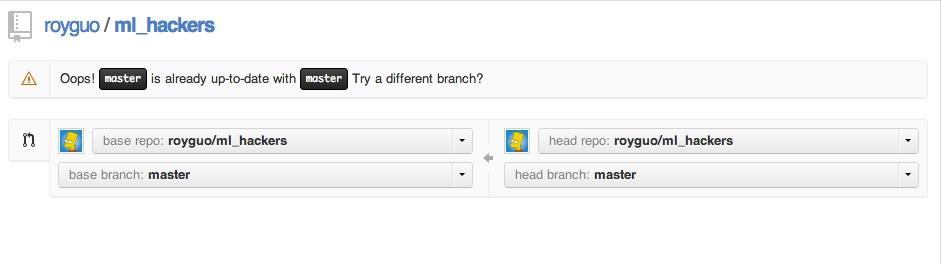 royguo / ml_hackers
Oops! master is already up-to-date with master Try a different branch?
base repo: royguo/ml_hackers
head repo: royguo/ml_hackers
base branch: master
head branch: master